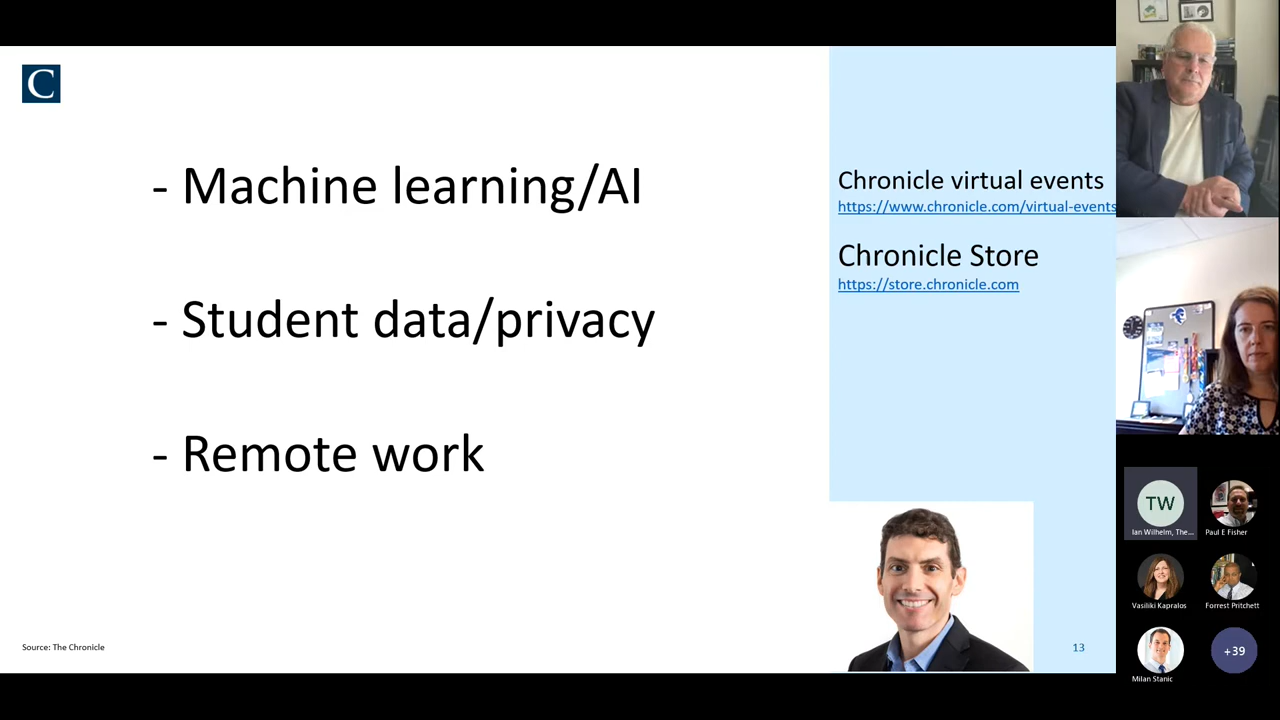 C
- Machine learning/AI
- Student data/privacy
- Remote work
Source: The Chronicle
Chronicle virtual events
https://www.chronicle.com/virtual-events
Chronicle Store
https://store.chronicle.com
13
TW
Ian Wilhelm, The...
Paul E Fisher
Vasiliki Kapralos
Forrest Pritchett
Milan Stanic
+39